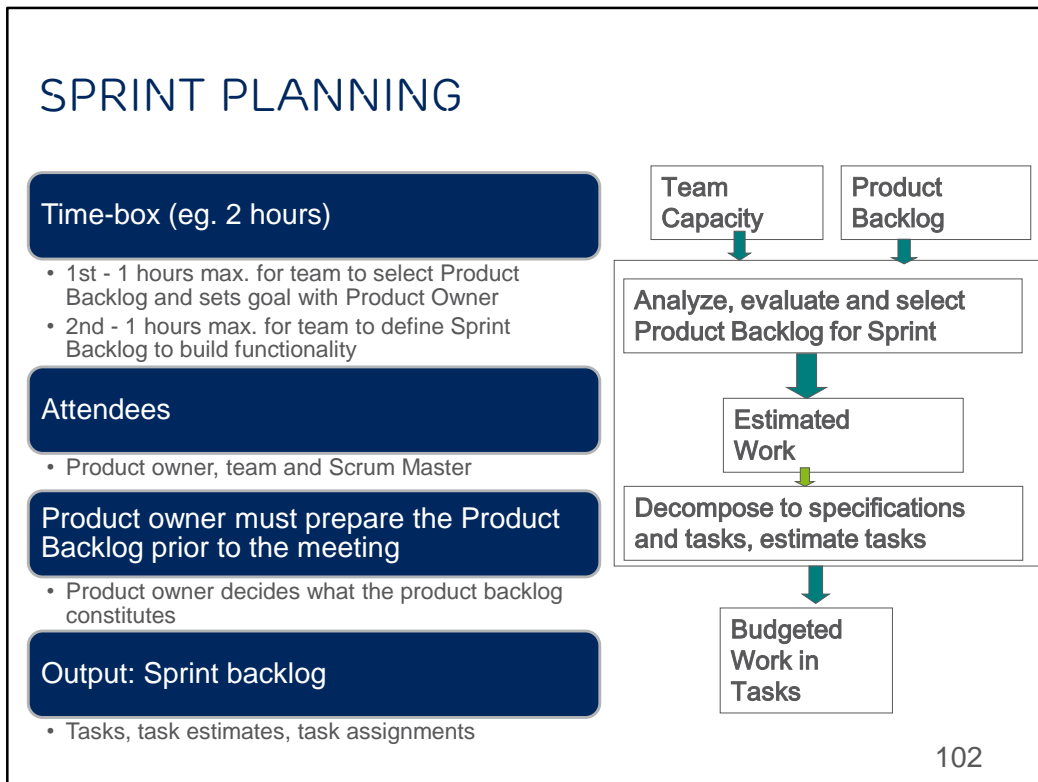 SPRINT PLANNING
Time-box (eg. 2 hours)
• 1st - 1 hours max. for team to select Product
Backlog and sets goal with Product Owner
• 2nd - 1 hours max. for team to define Sprint
Backlog to build functionality
Attendees
• Product owner, team and Scrum Master
Product owner must prepare the Product
Backlog prior to the meeting
• Product owner decides what the product backlog
constitutes
Output: Sprint backlog
• Tasks, task estimates, task assignments
Team
Capacity
Product
Backlog
Analyze, evaluate and select
Product Backlog for Sprint
Estimated
Work
Decompose to specifications
and tasks, estimate tasks
Budgeted
Work in
Tasks
102